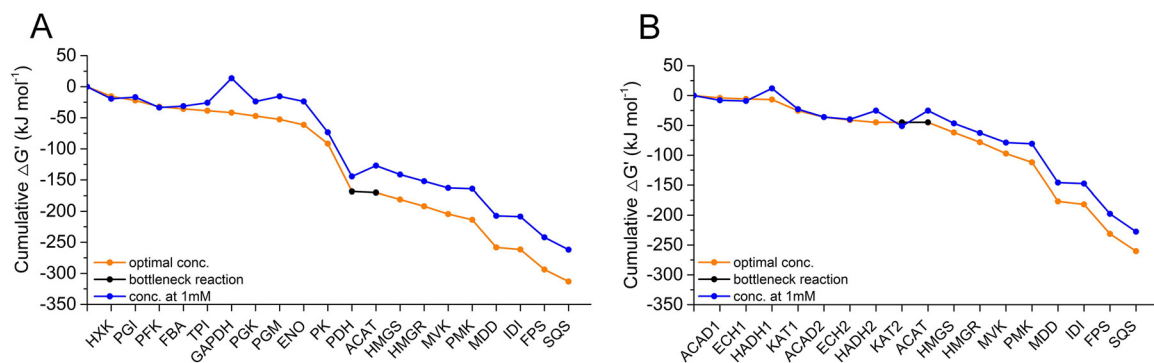 A
Cumulative △G' (kJ mol⁻¹)
50
0
-50
-100
-150
-200
-250
-300
-350
optimal conc.
bottleneck reaction
conc. at 1mM
HXK
PGI
PFK
FBA
TPI
GAPDH
PGK
PGM
ENO
PK
PDH
ACAT
HMGS
HMGR
MVK
PMK
MDD
IDI
FPS
SQS
B
Cumulative △G' (kJ mol⁻¹)
50
0
-50
-100
-150
-200
-250
-300
-350
optimal conc.
bottleneck reaction
conc. at 1mM
ACAD1
ECH1
HADH1
KAT1
ACAD2
ECH2
HADH2
KAT2
ACAT
HMGS
HMGR
MVK
PMK
MDD
IDI
FPS
SQS